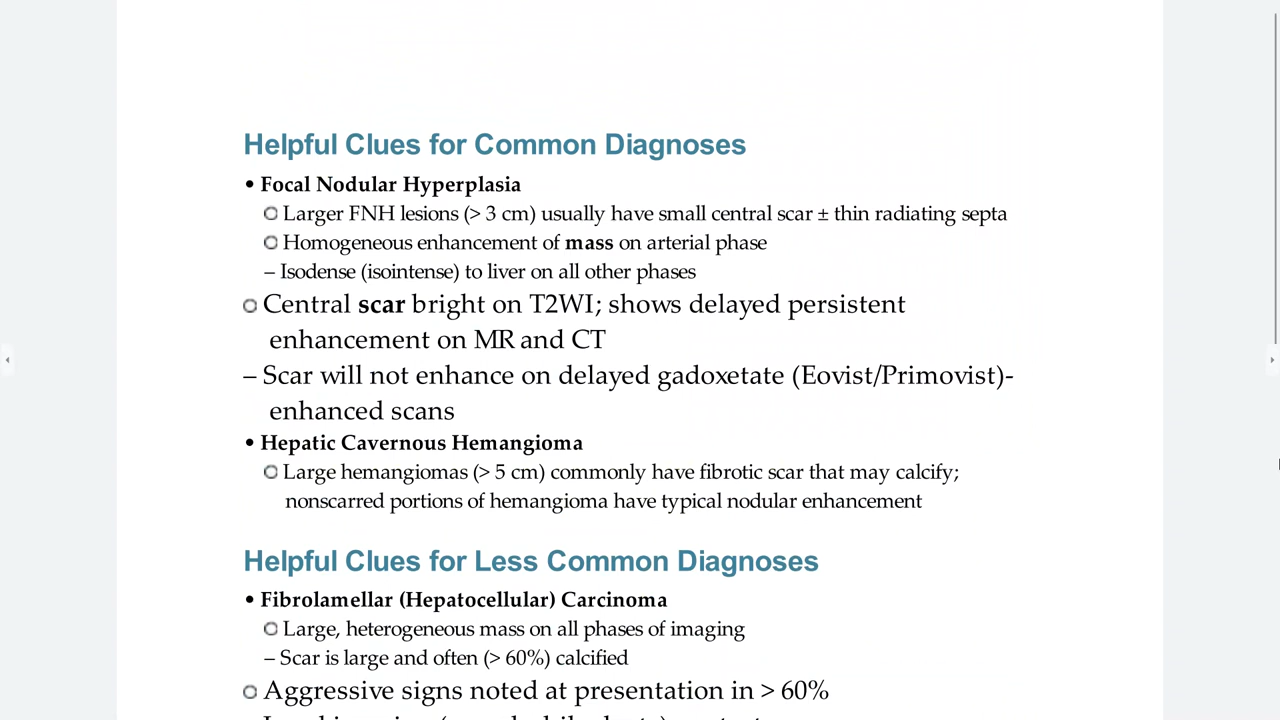 Helpful Clues for Common Diagnoses
• Focal Nodular Hyperplasia
○ Larger FNH lesions (> 3 cm) usually have small central scar ± thin radiating septa
○ Homogeneous enhancement of mass on arterial phase
– Isodense (isointense) to liver on all other phases
○ Central scar bright on T2WI; shows delayed persistent
enhancement on MR and CT
– Scar will not enhance on delayed gadoxetate (Eovist/Primovist)-
enhanced scans
• Hepatic Cavernous Hemangioma
○ Large hemangiomas (> 5 cm) commonly have fibrotic scar that may calcify;
nonscarred portions of hemangioma have typical nodular enhancement
Helpful Clues for Less Common Diagnoses
• Fibrolamellar (Hepatocellular) Carcinoma
○ Large, heterogeneous mass on all phases of imaging
– Scar is large and often (> 60%) calcified
○ Aggressive signs noted at presentation in > 60%